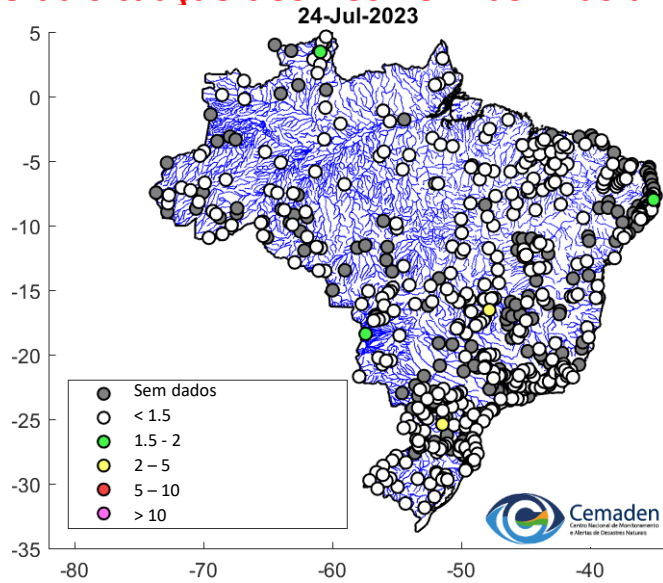 24-Jul-2023
5
0
-5
-10
-15
-20
-25
-30
-35
Sem dados
< 1.5
1.5 - 2
2 – 5
5 – 10
> 10
Cemaden
Centro Nacional de Monitoramento
e Alertas de Desastres Naturais
-80
-70
-60
-50
-40